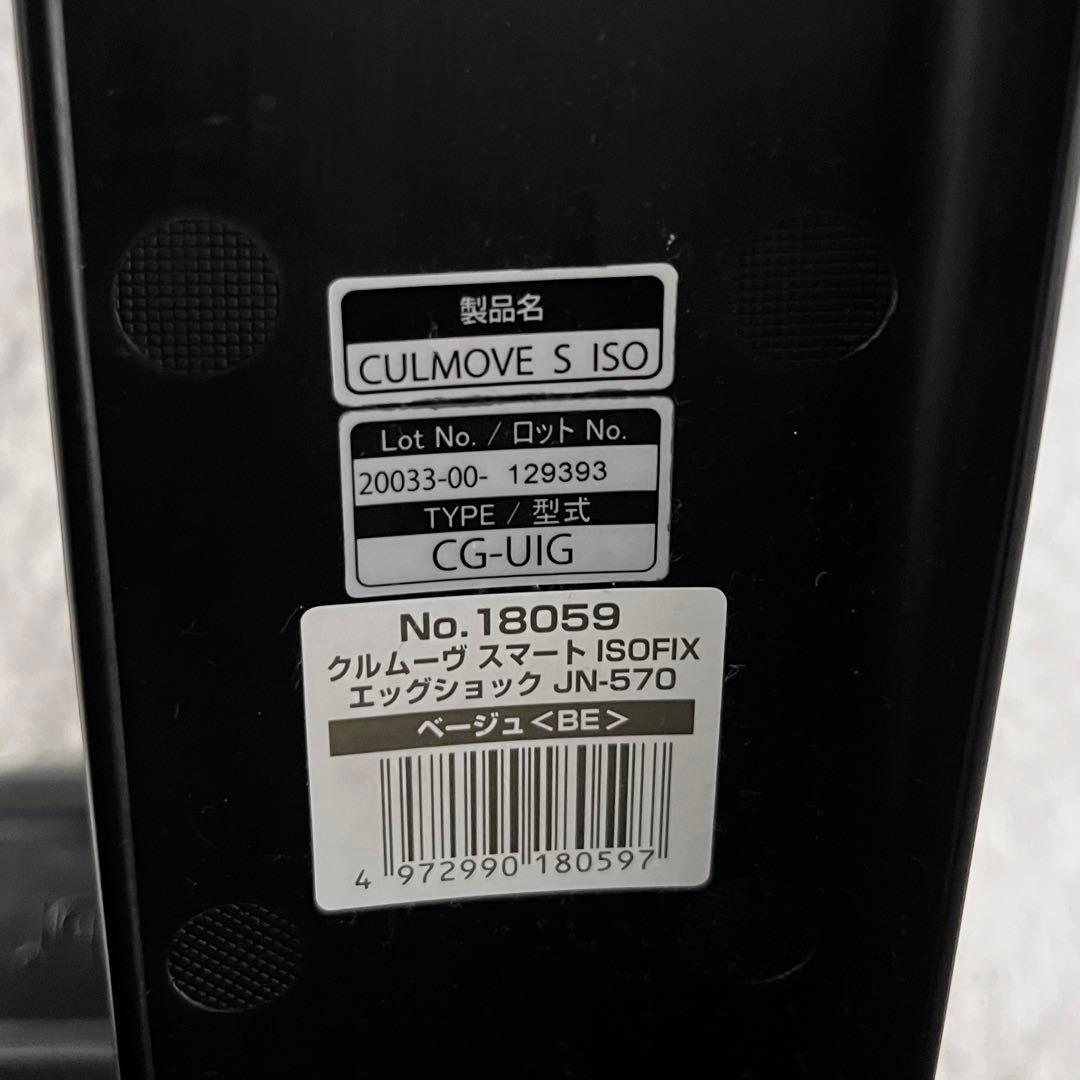 製品名
CULMOVE S ISO
Lot No. / ロット No.
20033-00- 129393
TYPE / 型式
CG-UIG
No.18059
クルムーヴ スマート ISOFIX
エッグショック JN-570
ベージュ<BE>
4 972990 180597